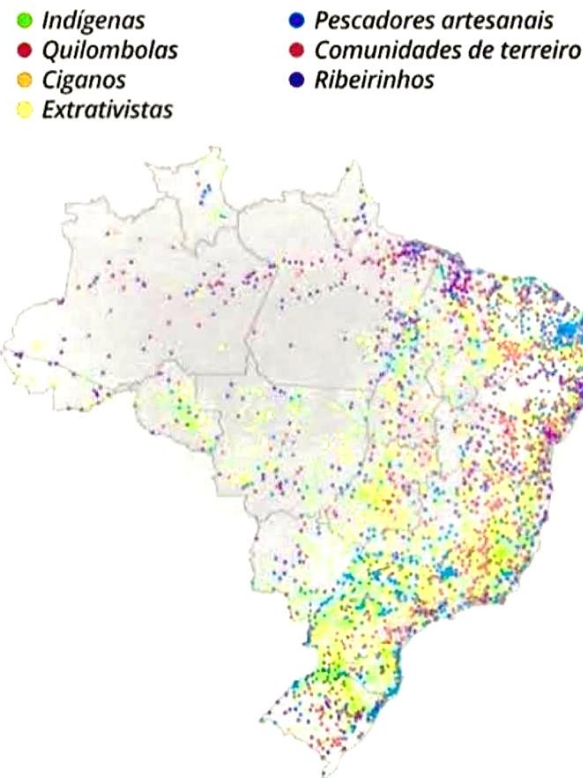 Indígenas
Quilombolas
Ciganos
Extrativistas
Pescadores artesanais
Comunidades de terreiro
Ribeirinhos